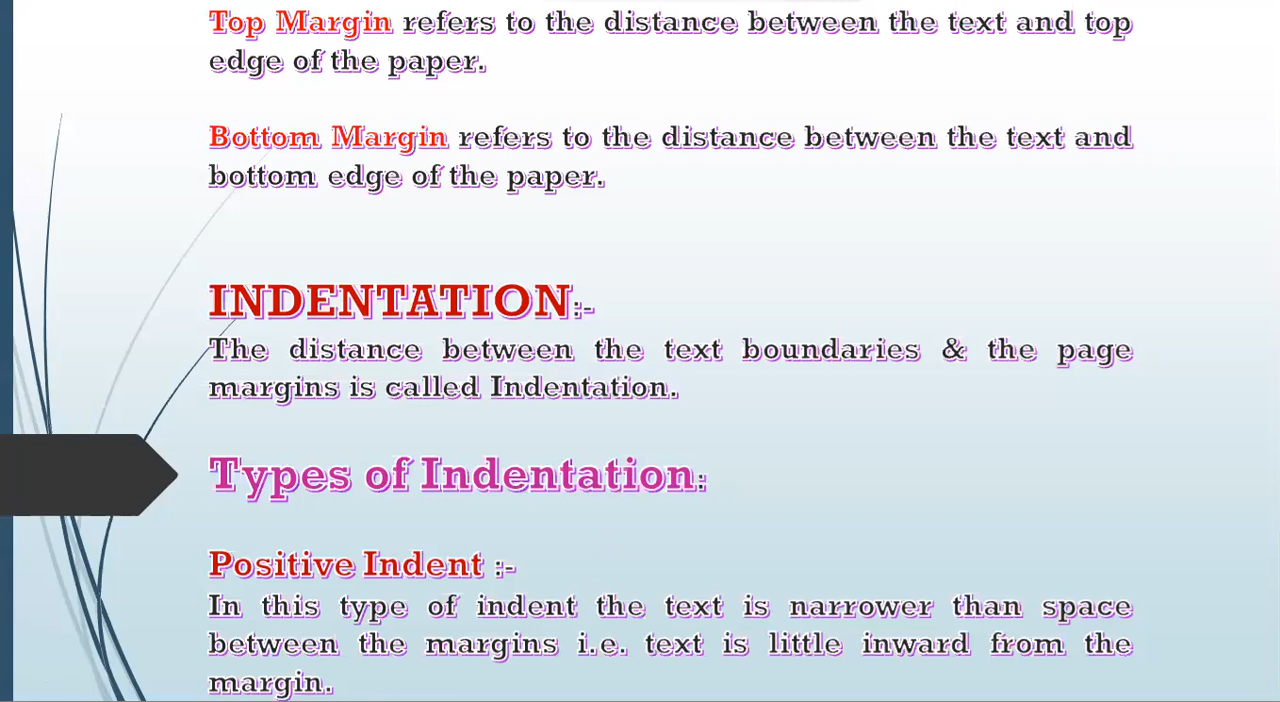 Top Margin refers to the distance between the text and top
edge of the paper.
Bottom Margin refers to the distance between the text and
bottom edge of the paper.
INDENTATION:-
The distance between the text boundaries & the page
margins is called Indentation.
Types of Indentation:
Positive Indent :-
In this type of indent the text is narrower than space
between the margins i.e. text is little inward from the
margin.